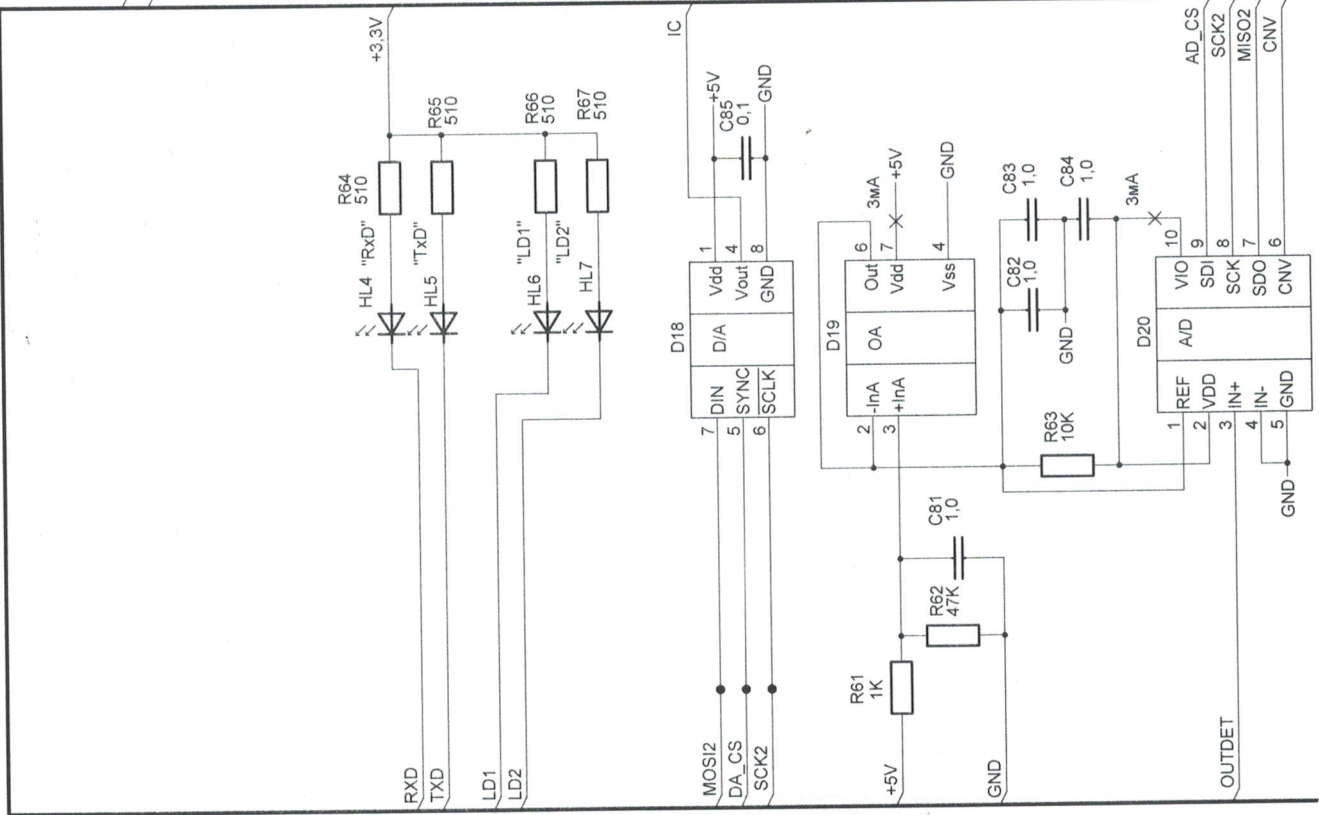 +3,3V
R64
510
R65
510
R66
510
R67
510
HL4 "RxD"
HL5 "TxD"
HL6 "LD1"
HL7 "LD2"
RXD
TXD
LD1
LD2
IC
+5V
C85
0,1
GND
D18
D/A
1 Vdd
4 Vout
8 GND
7 DIN
5 SYNC
6 SCLK
MOSI2
DA_CS
SCK2
D19
OA
6 Out
7 Vdd
4 Vss
2 -InA
3 +InA
3мА
+5V
GND
R61
1K
R62
47K
C81
1,0
+5V
GND
R63
10K
C82
1,0
C83
1,0
C84
1,0
GND
3мА
D20
A/D
10 VIO
9 SDI
8 SCK
7 SDO
6 CNV
1 REF
2 VDD
3 IN+
4 IN-
5 GND
GND
OUTDET
AD_CS
SCK2
MISO2
CNV